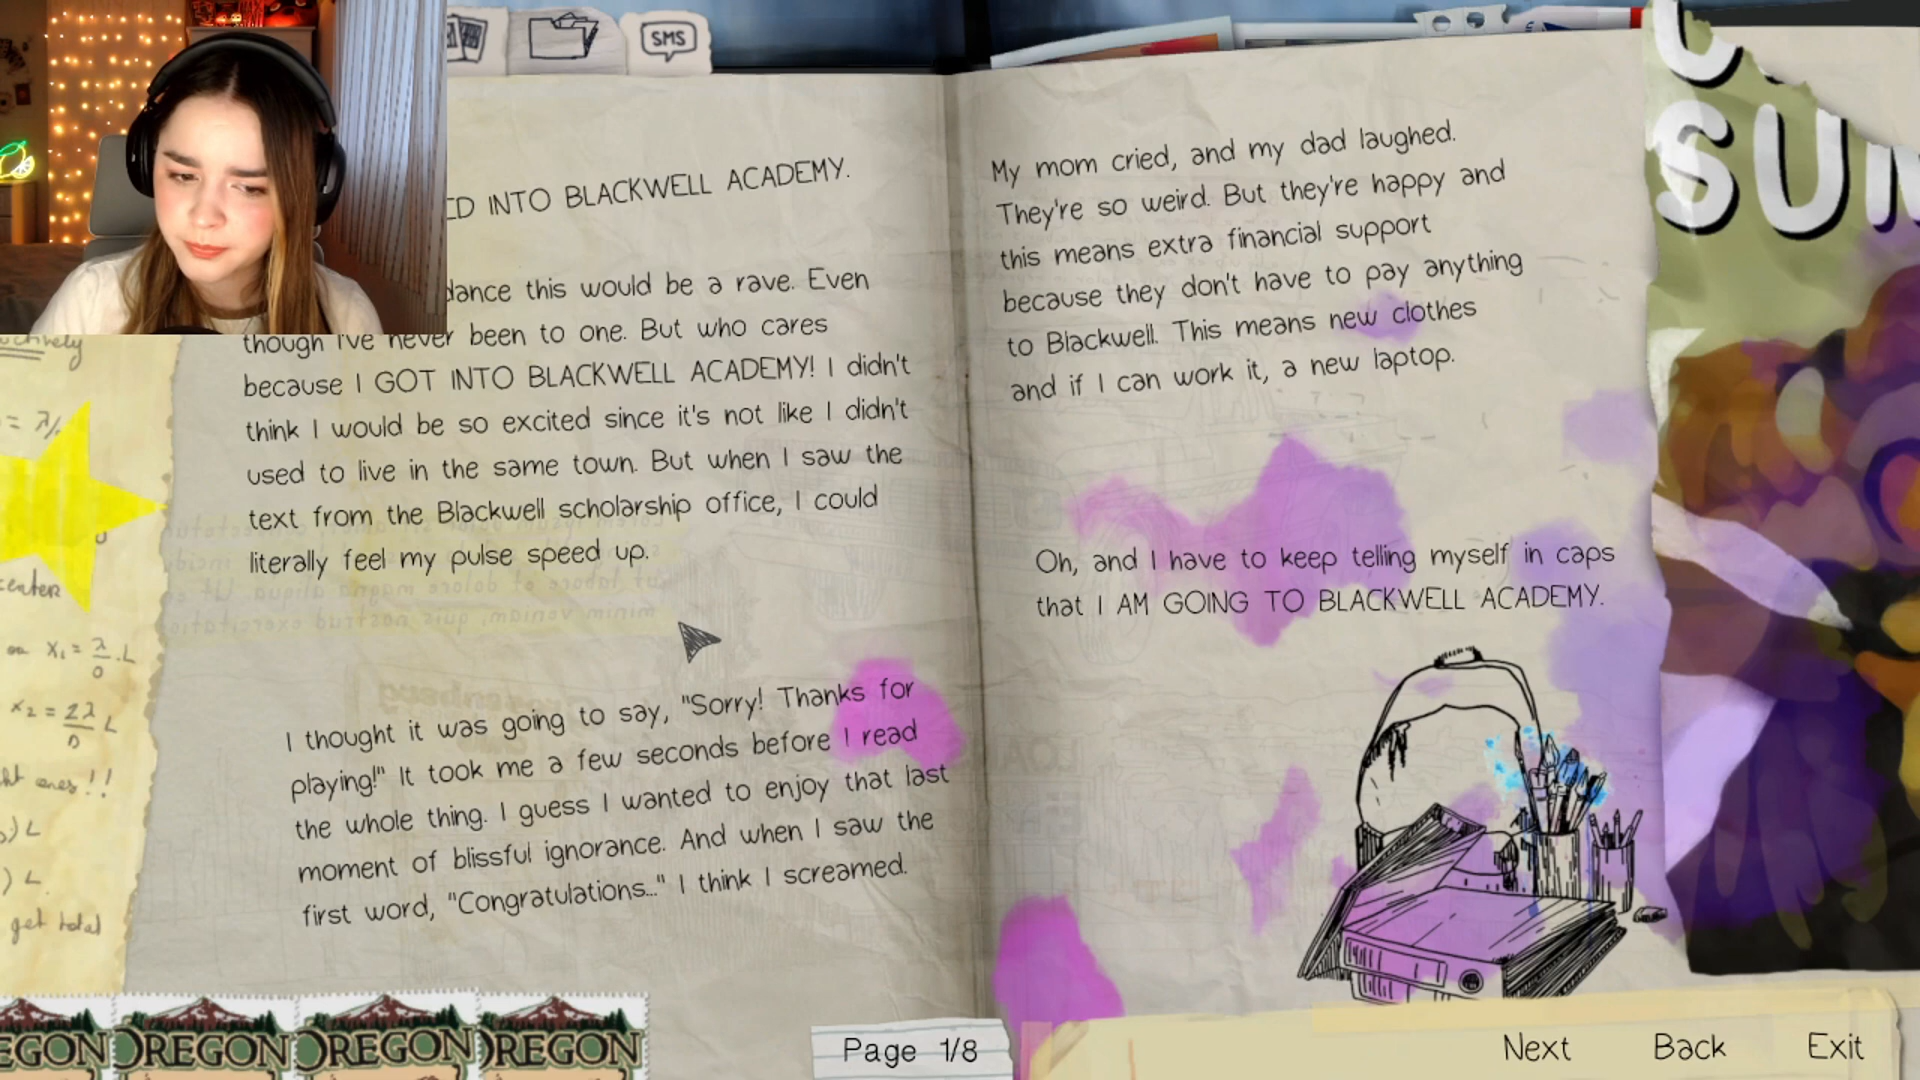 SMS
INTO BLACKWELL ACADEMY.
dance this would be a rave. Even
though I've never been to one. But who cares
because I GOT INTO BLACKWELL ACADEMY! I didn't
think I would be so excited since it's not like I didn't
used to live in the same town. But when I saw the
text from the Blackwell scholarship office, I could
literally feel my pulse speed up.
I thought it was going to say, "Sorry! Thanks for
playing!" It took me a few seconds before I read
the whole thing. I guess I wanted to enjoy that last
moment of blissful ignorance. And when I saw the
first word, "Congratulations..." I think I screamed.
My mom cried, and my dad laughed.
They're so weird. But they're happy and
this means extra financial support
because they don't have to pay anything
to Blackwell. This means new clothes
and if I can work it, a new laptop.
Oh, and I have to keep telling myself in caps
that I AM GOING TO BLACKWELL ACADEMY.
center
get total
OREGON
OREGON
OREGON
Page 1/8
Next
Back
Exit